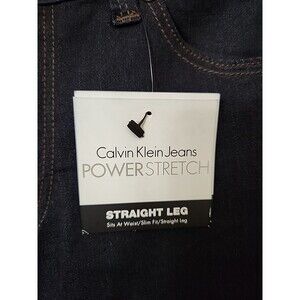 Calvin Klein Jeans
POWERSTRETCH
STRAIGHT LEG
Sits At Waist/Slim Fit/Straight Leg